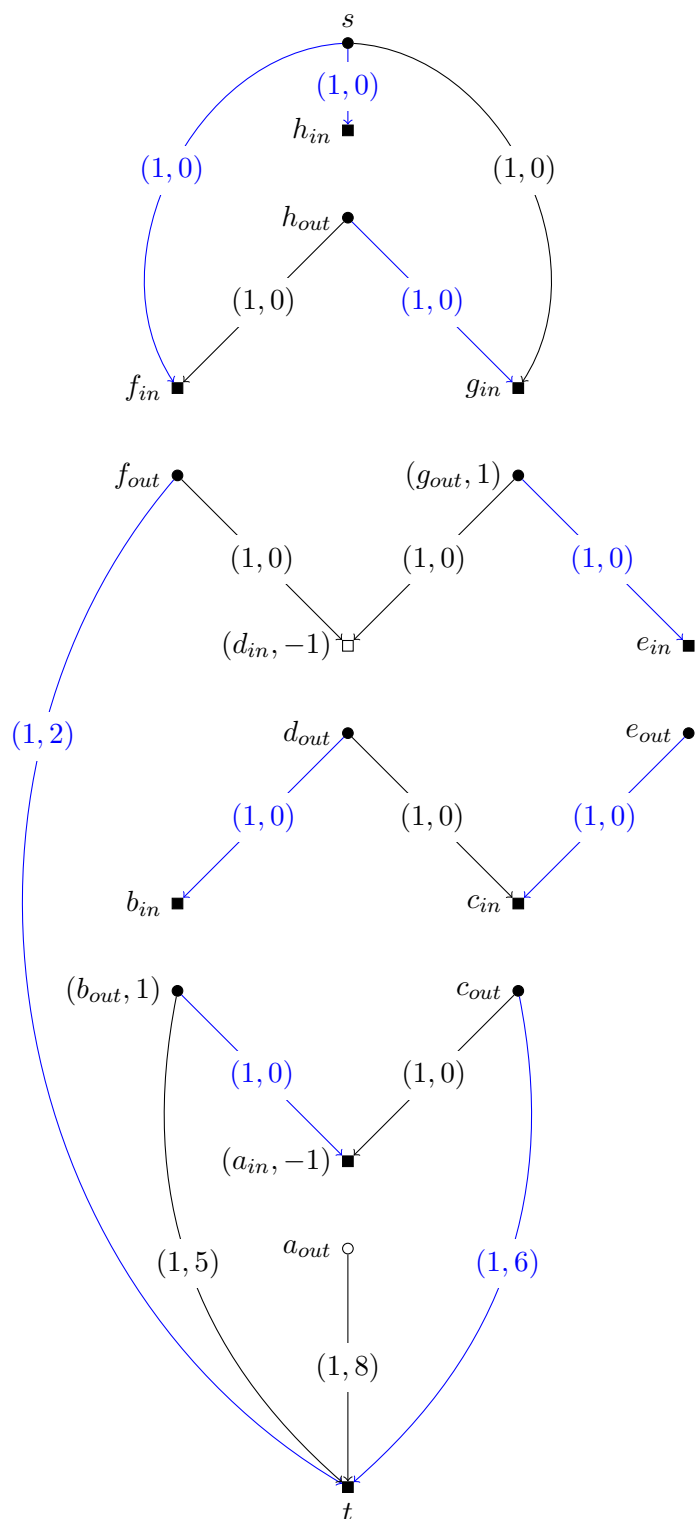 s
(1, 0)
h_in
(1, 0) (1, 0)
h_out
(1, 0) (1, 0)
f_in g_in
f_out (g_out, 1)
(1, 0) (1, 0) (1, 0)
(d_in, −1) e_in
(1, 2) d_out e_out
(1, 0) (1, 0) (1, 0)
b_in c_in
(b_out, 1) c_out
(1, 0) (1, 0)
(a_in, −1)
a_out
(1, 5) (1, 6)
(1, 8)
t